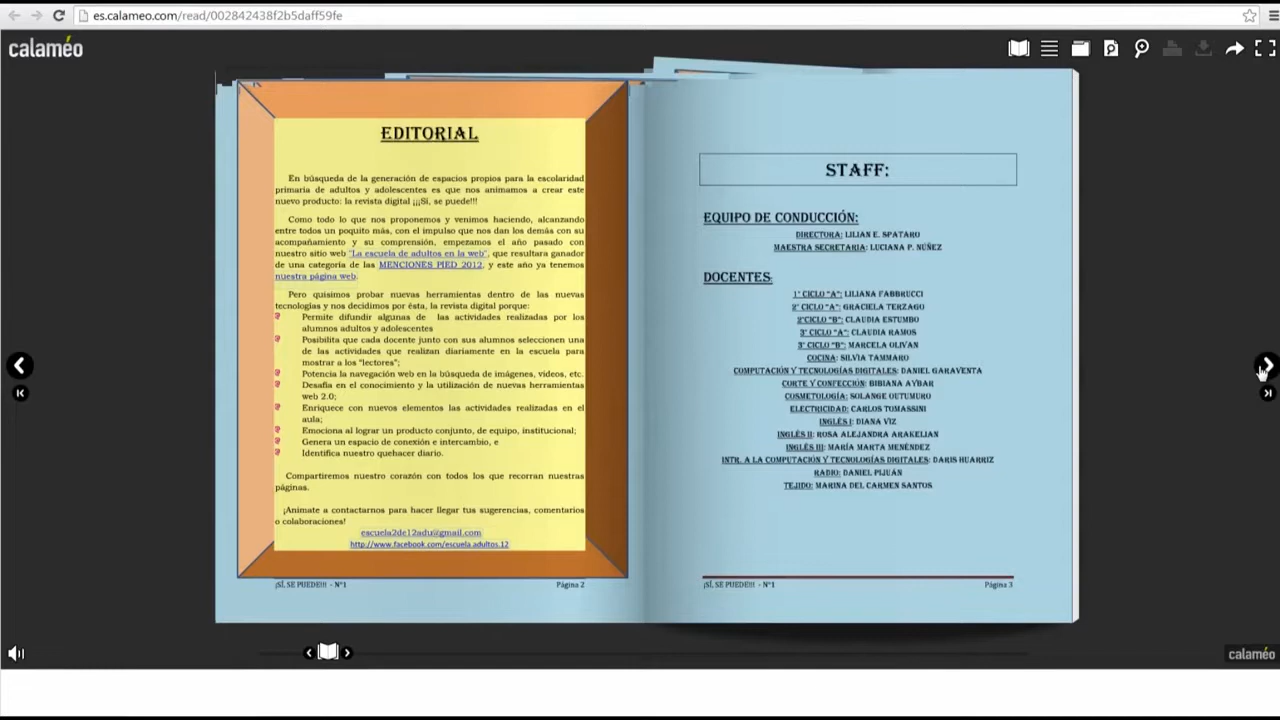 es.calameo.com/read/002842438f2b5daff59fe
calaméo
EDITORIAL
En búsqueda de la generación de espacios propios para la escolaridad
primaria de adultos y adolescentes es que nos animamos a crear este
nuevo producto: la revista digital ¡¡¡Sí, se puede!!!
Como todo lo que nos proponemos y venimos haciendo, alcanzando
entre todos un poquito más, con el impulso que nos dan los demás con su
acompañamiento y su comprensión, empezamos el año pasado con
nuestro sitio web "La escuela de adultos en la web", que resultara ganador
de una categoría de las MENCIONES PIED 2012, y este año ya tenemos
nuestra página web.
Pero quisimos probar nuevas herramientas dentro de las nuevas
tecnologías y nos decidimos por ésta, la revista digital porque:
Permite difundir algunas de las actividades realizadas por los
alumnos adultos y adolescentes
Posibilita que cada docente junto con sus alumnos seleccionen una
de las actividades que realizan diariamente en la escuela para
mostrar a los "lectores";
Potencia la navegación web en la búsqueda de imágenes, videos, etc.
Desafía en el conocimiento y la utilización de nuevas herramientas
web 2.0;
Enriquece con nuevos elementos las actividades realizadas en el
aula;
Emociona al lograr un producto conjunto, de equipo, institucional;
Genera un espacio de conexión e intercambio, e
Identifica nuestro quehacer diario.
Compartiremos nuestro corazón con todos los que recorran nuestras
páginas.
¡Animate a contactarnos para hacer llegar tus sugerencias, comentarios
o colaboraciones!
escuela2de12adu@gmail.com
http://www.facebook.com/escuela.adultos.12
¡SÍ, SE PUEDE!!! - N°1 Página 2
STAFF:
EQUIPO DE CONDUCCIÓN:
DIRECTORA: LILIAN E. SPATARO
MAESTRA SECRETARIA: LUCIANA P. NÚÑEZ
DOCENTES:
1° CICLO "A": LILIANA FABBRUCCI
2° CICLO "A": GRACIELA TERZAGO
2°CICLO "B": CLAUDIA ESTUMBO
3° CICLO "A": CLAUDIA RAMOS
3° CICLO "B": MARCELA OLIVAN
COCINA: SILVIA TAMMARO
COMPUTACIÓN Y TECNOLOGÍAS DIGITALES: DANIEL GARAVENTA
CORTE Y CONFECCIÓN: BIBIANA AYBAR
COSMETOLOGÍA: SOLANGE OUTUMURO
ELECTRICIDAD: CARLOS TOMASSINI
INGLÉS I: DIANA VIZ
INGLÉS II: ROSA ALEJANDRA ARAKELIAN
INGLÉS III: MARÍA MARTA MENÉNDEZ
INTR. A LA COMPUTACIÓN Y TECNOLOGÍAS DIGITALES: DARIS HUARRIZ
RADIO: DANIEL PIJUÁN
TEJIDO: MARINA DEL CARMEN SANTOS
¡SÍ, SE PUEDE!!! - N°1 Página 3
calaméo